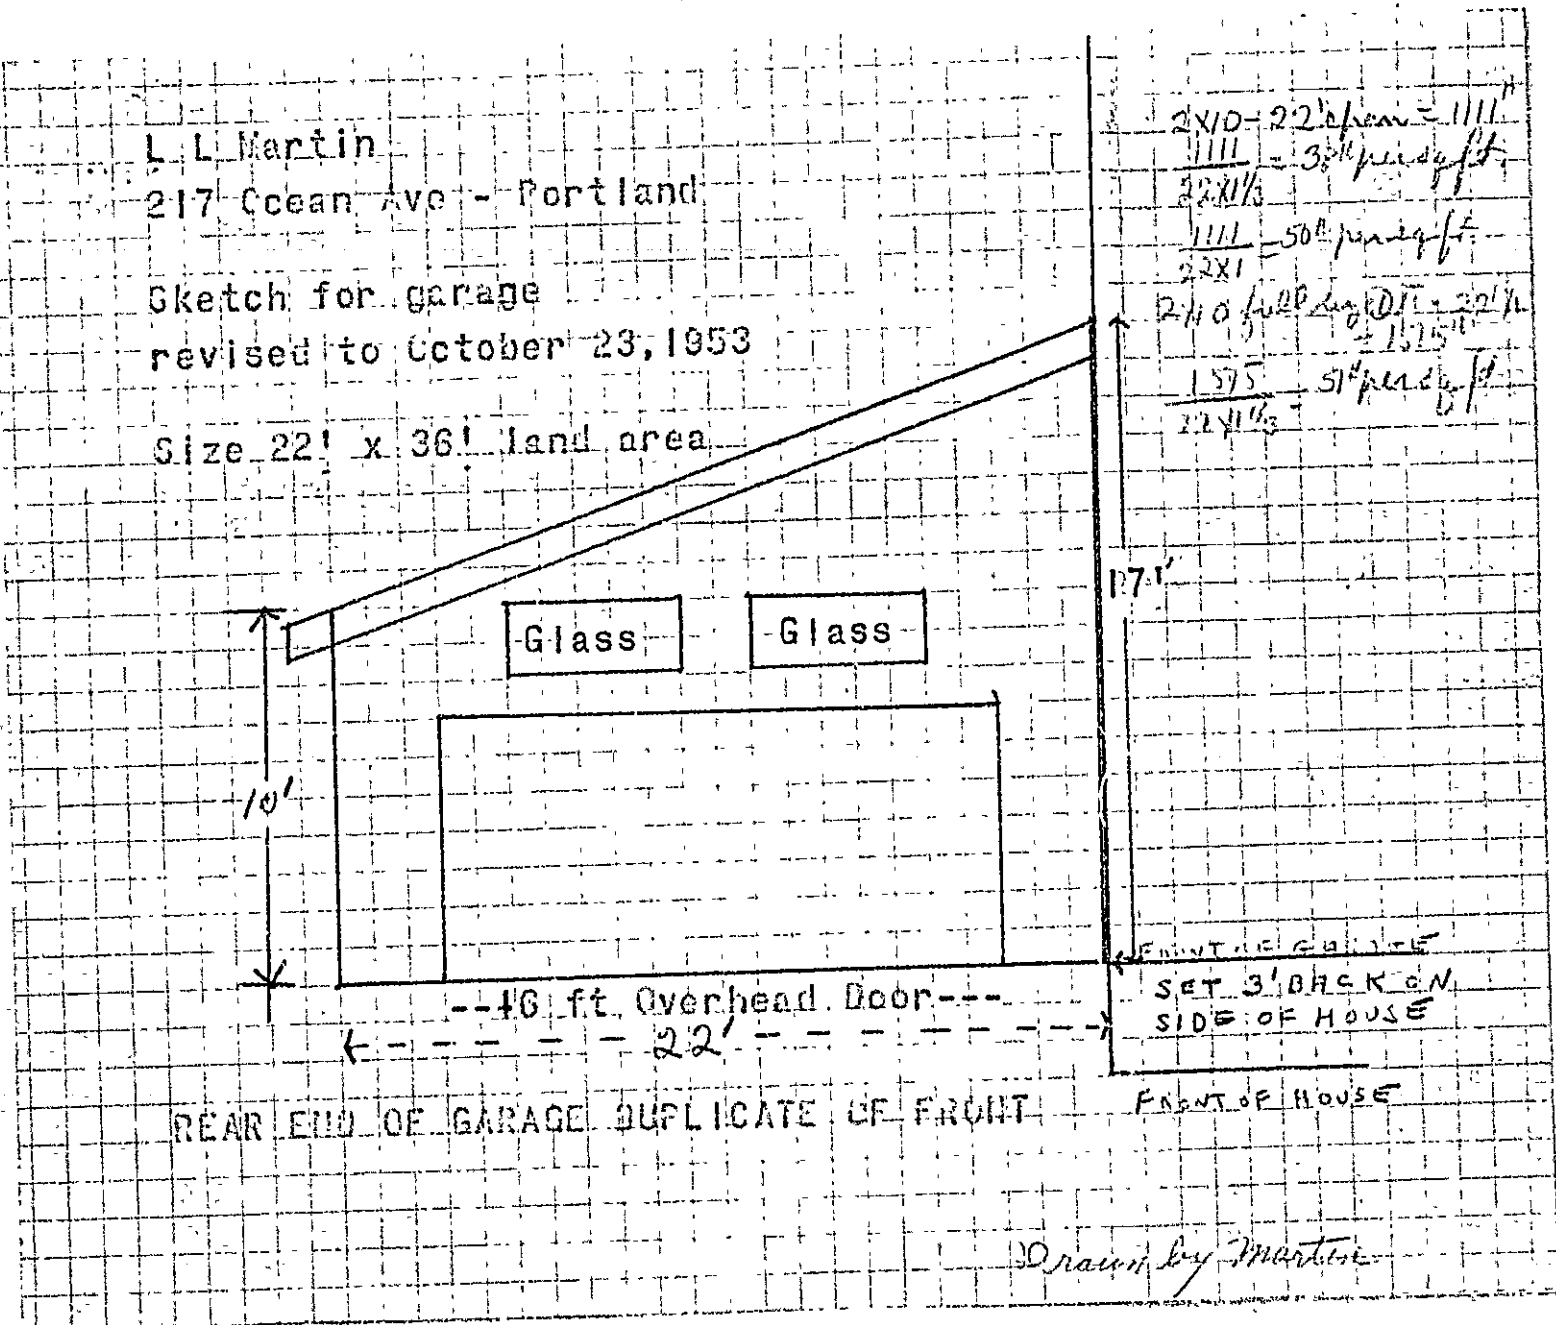 L L Martin
217 Ocean Ave - Portland
Sketch for garage
revised to October 23,1953
Size 22' x 36' land area
2x10-22' span = 1111#
1111 = 38# per sq ft.
22x1⅓
1111 = 50# per sq ft.
22x1
2x10 full
= 1575#
1575 = 51# per sq ft
22x1⅓
Glass
Glass
10'
--16 ft Overhead Door---
22'
FRONT OF GARAGE
SET 3' BACK ON
SIDE OF HOUSE
FRONT OF HOUSE
REAR END OF GARAGE DUPLICATE OF FRONT
Drawn by Martin